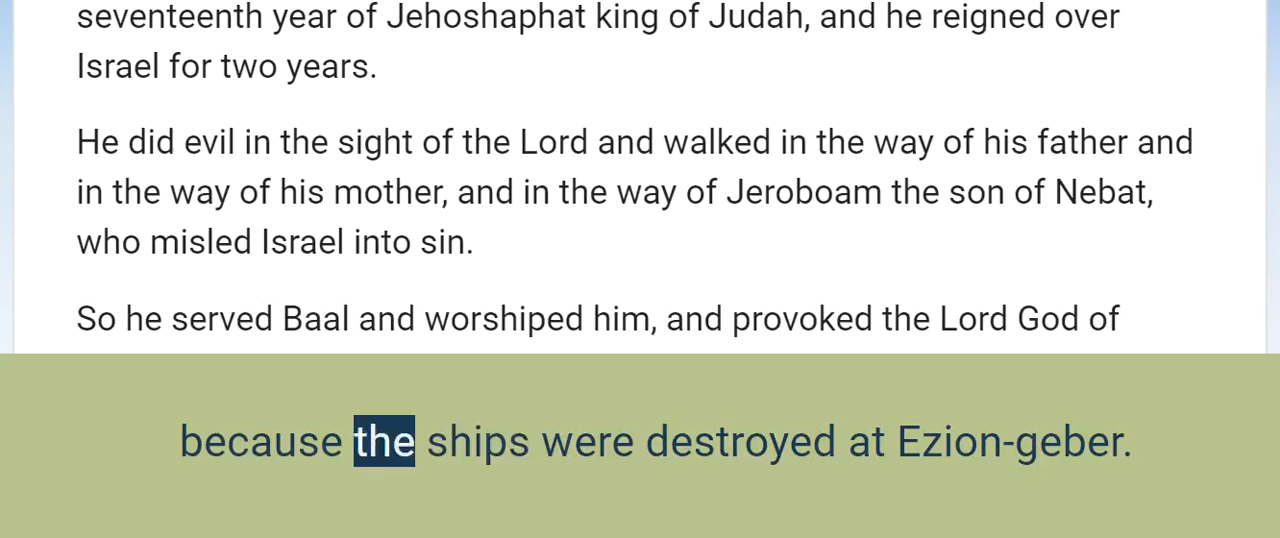 seventeenth year of Jehoshaphat king of Judah, and he reigned over
Israel for two years.
He did evil in the sight of the Lord and walked in the way of his father and
in the way of his mother, and in the way of Jeroboam the son of Nebat,
who misled Israel into sin.
So he served Baal and worshiped him, and provoked the Lord God of
because the ships were destroyed at Ezion-geber.